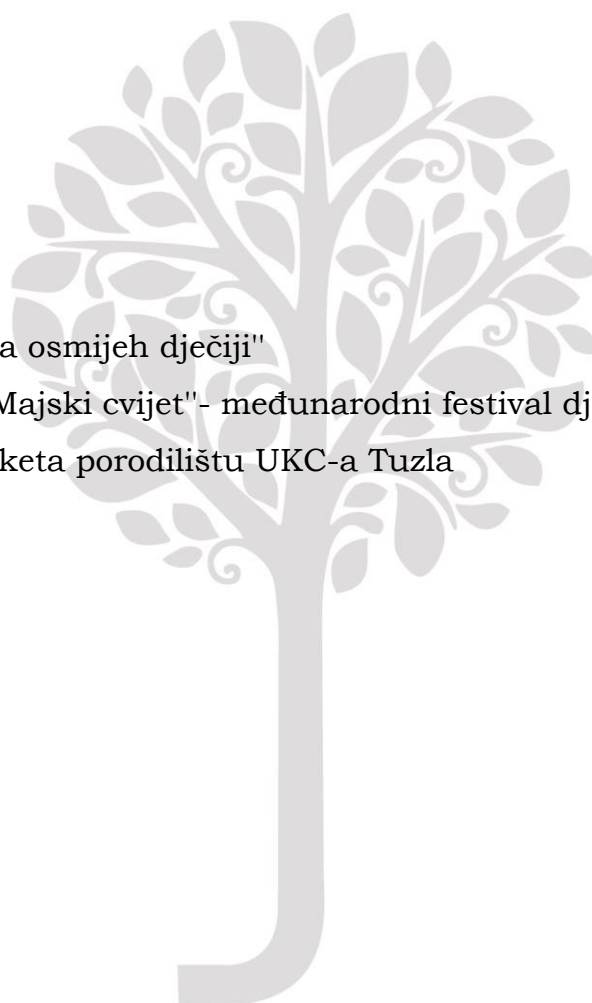 a osmijeh dječiji"
Majski cvijet"- međunarodni festival dj
keta porodilištu UKC-a Tuzla